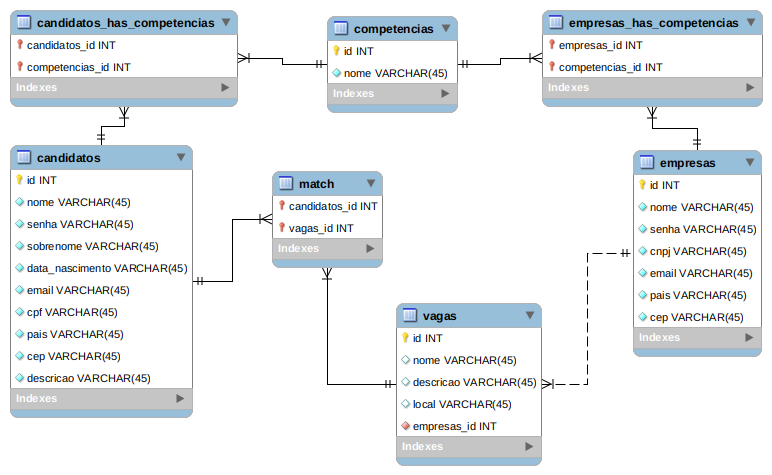 candidatos_has_competencias
candidatos_id INT
competencias_id INT
Indexes
competencias
id INT
nome VARCHAR(45)
Indexes
empresas_has_competencias
empresas_id INT
competencias_id INT
Indexes
candidatos
id INT
nome VARCHAR(45)
senha VARCHAR(45)
sobrenome VARCHAR(45)
data_nascimento VARCHAR(45)
email VARCHAR(45)
cpf VARCHAR(45)
pais VARCHAR(45)
cep VARCHAR(45)
descricao VARCHAR(45)
Indexes
match
candidatos_id INT
vagas_id INT
Indexes
empresas
id INT
nome VARCHAR(45)
senha VARCHAR(45)
cnpj VARCHAR(45)
email VARCHAR(45)
pais VARCHAR(45)
cep VARCHAR(45)
Indexes
vagas
id INT
nome VARCHAR(45)
descricao VARCHAR(45)
local VARCHAR(45)
empresas_id INT
Indexes